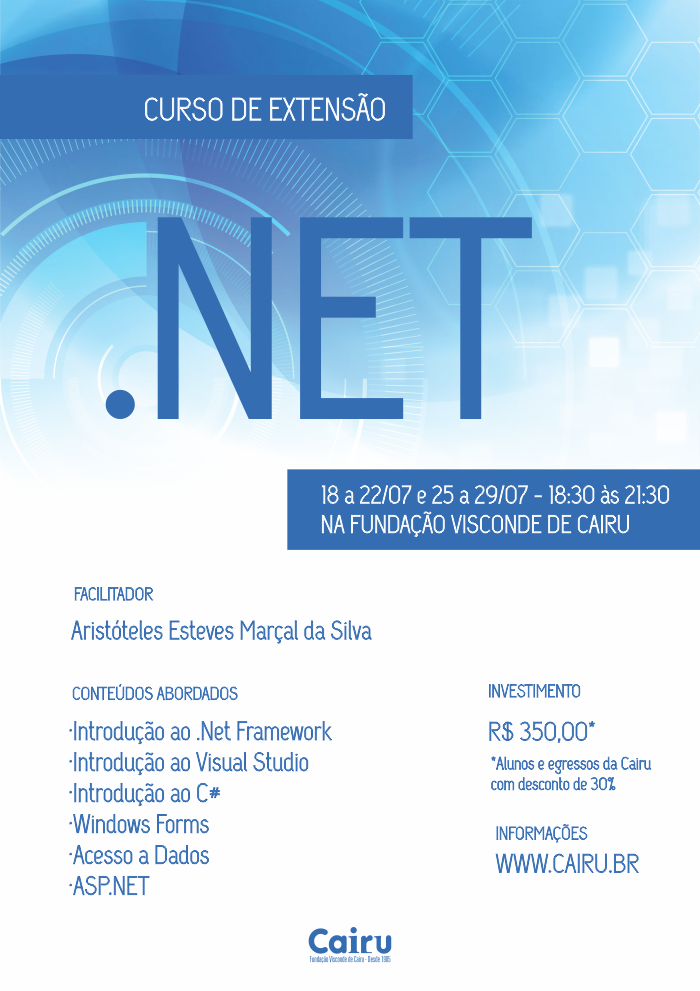 CURSO DE EXTENSÃO
.NET
18 a 22/07 e 25 a 29/07 - 18:30 às 21:30
NA FUNDAÇÃO VISCONDE DE CAIRU
FACILITADOR
Aristóteles Esteves Marçal da Silva
CONTEÚDOS ABORDADOS
·Introdução ao .Net Framework
·Introdução ao Visual Studio
·Introdução ao C#
·Windows Forms
·Acesso a Dados
·ASP.NET
INVESTIMENTO
R$ 350,00*
*Alunos e egressos da Cairu
com desconto de 30%
INFORMAÇÕES
WWW.CAIRU.BR
Cairu
Fundação Visconde de Cairu - Desde 1905